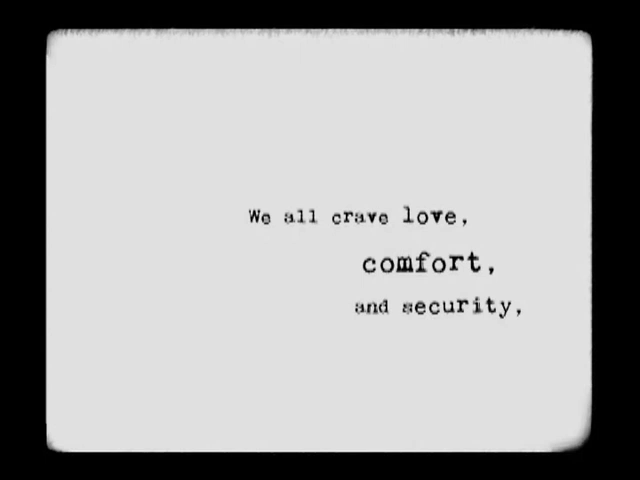 We all crave love,
comfort,
and security,